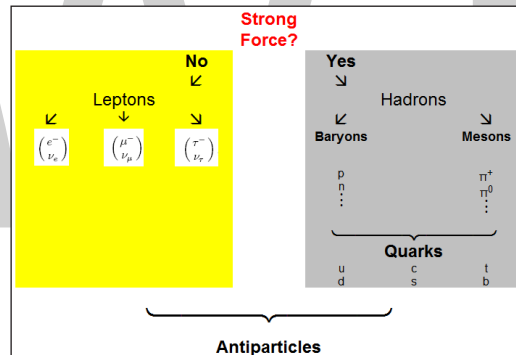 Strong
Force?
No Yes
↙ ↘
Leptons Hadrons
↙ ↓ ↘ ↙ ↘
Baryons Mesons
(e⁻ νₑ) (μ⁻ ν_μ) (τ⁻ ν_τ)
p π⁺
n π⁰
⋮ ⋮
Quarks
u c t
d s b
Antiparticles